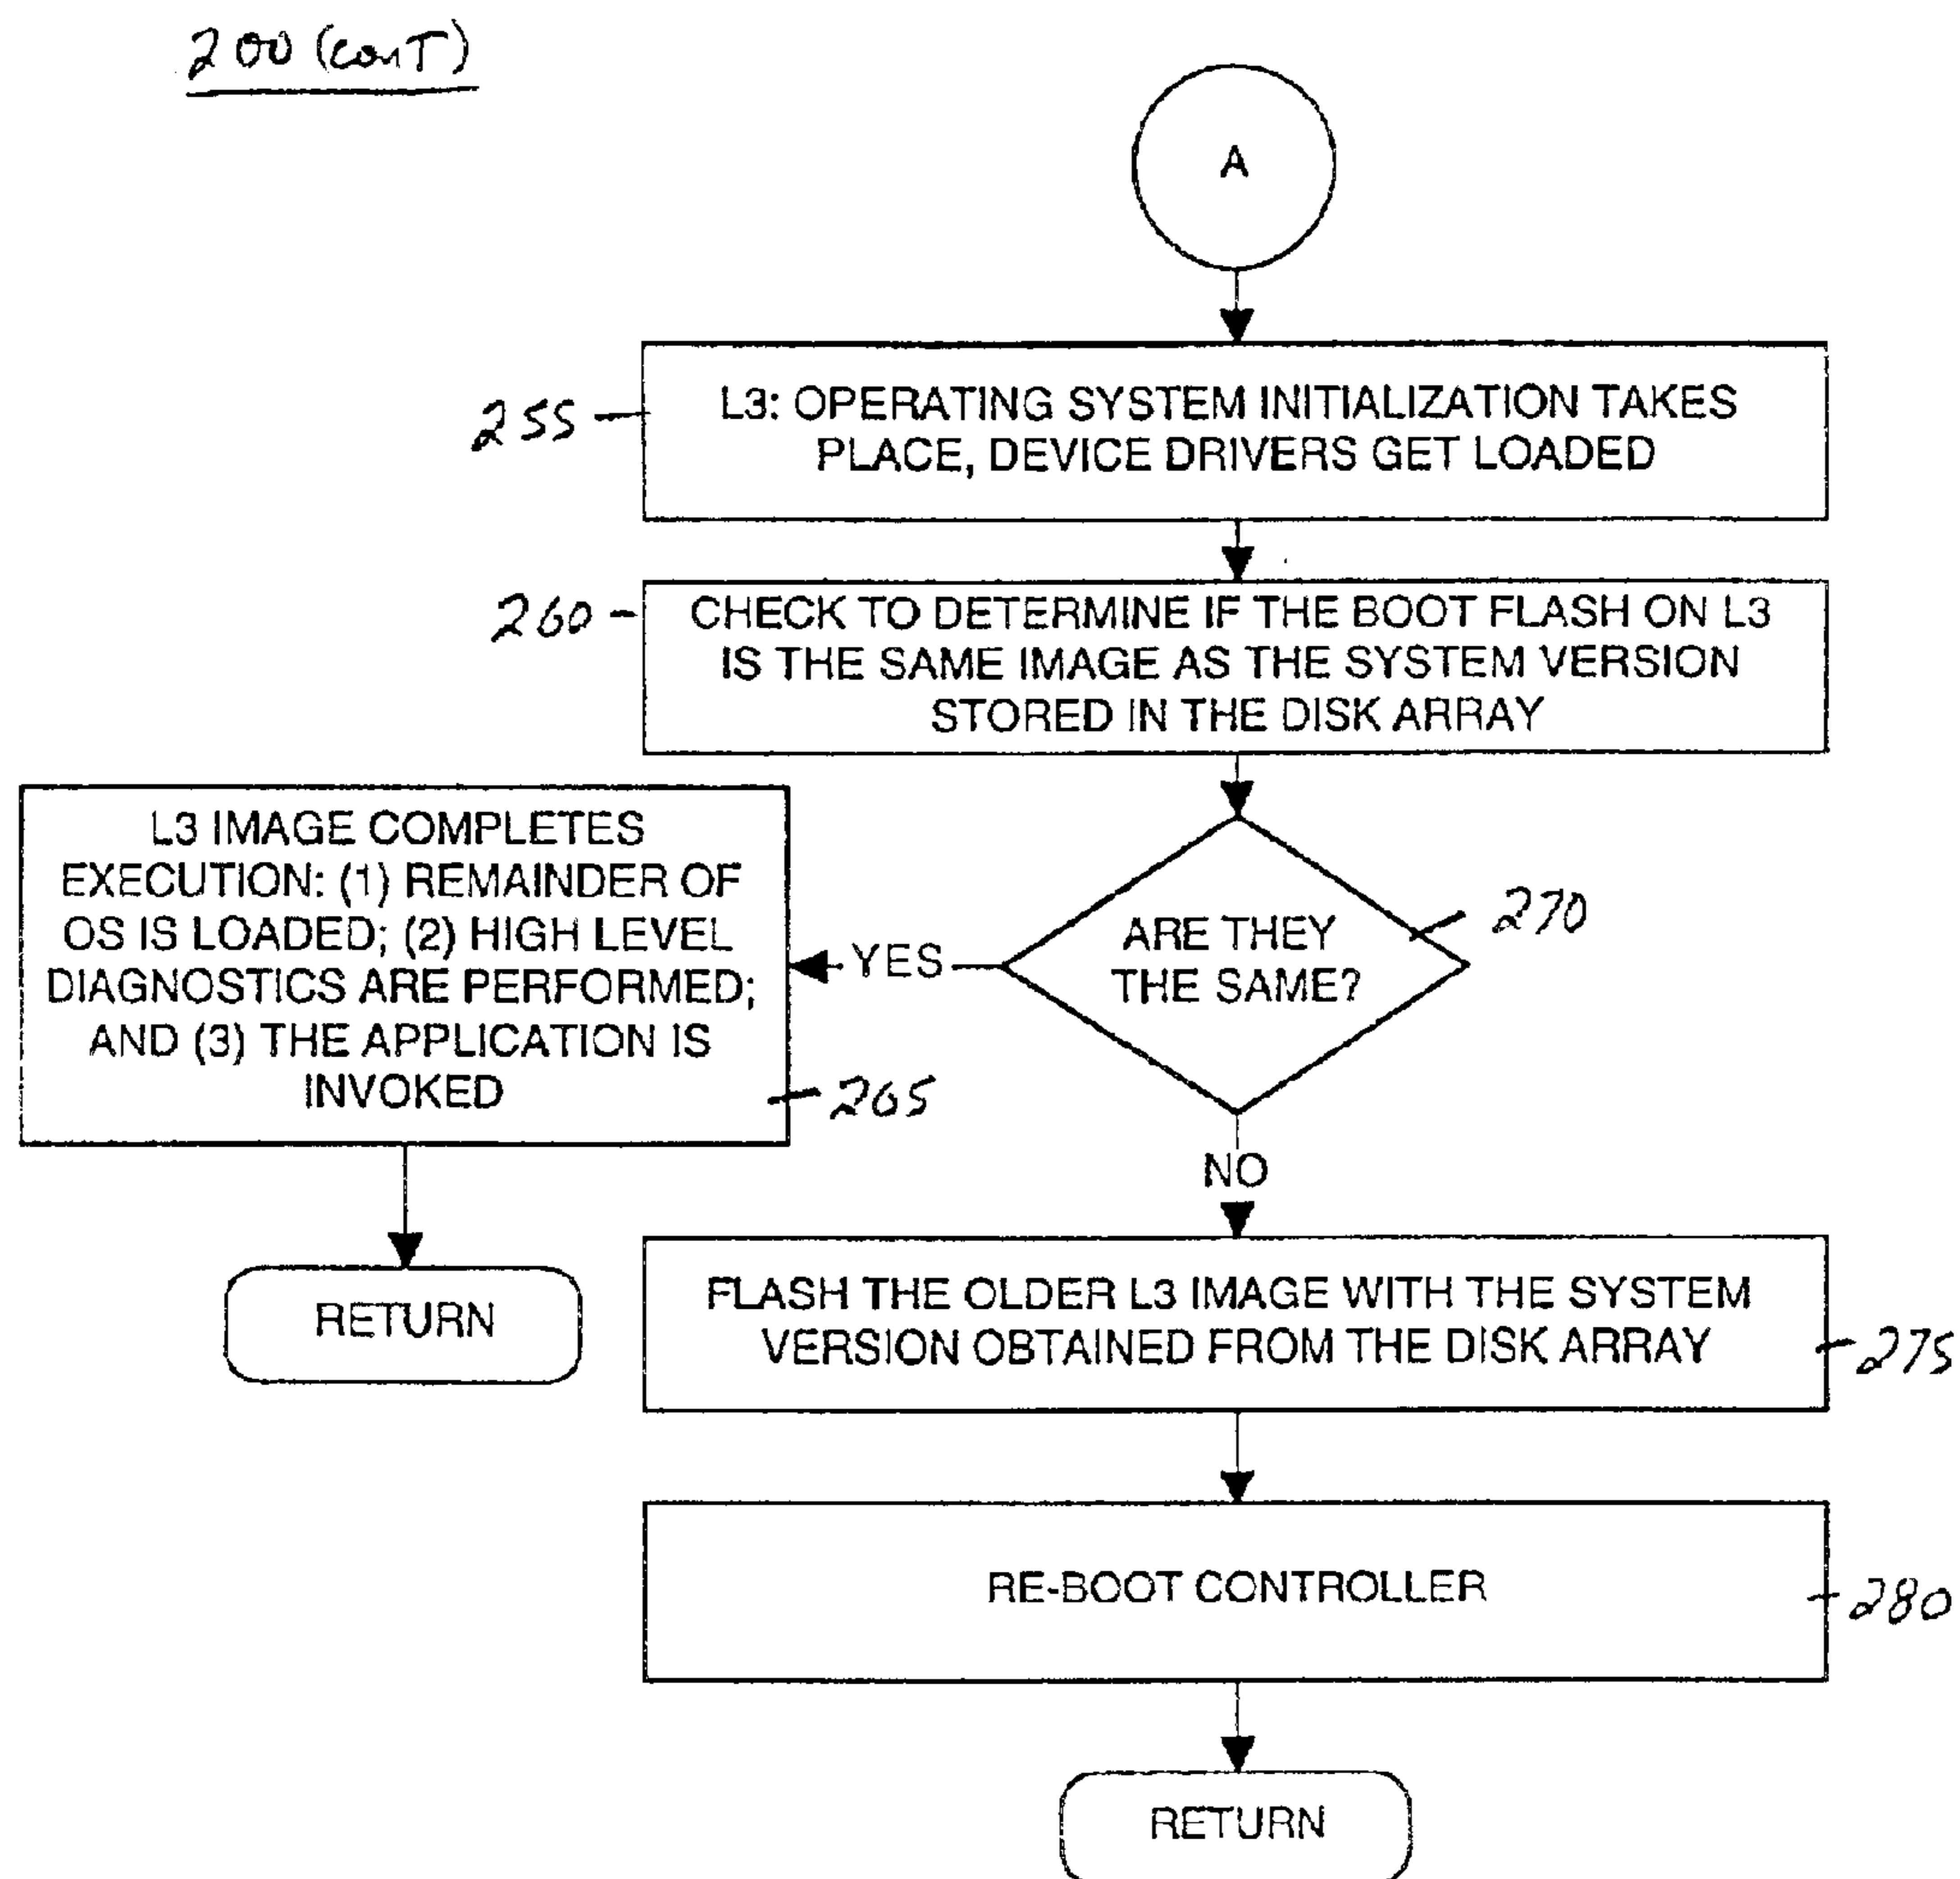 200 (conT)
A
255
L3: OPERATING SYSTEM INITIALIZATION TAKES
PLACE, DEVICE DRIVERS GET LOADED
260
CHECK TO DETERMINE IF THE BOOT FLASH ON L3
IS THE SAME IMAGE AS THE SYSTEM VERSION
STORED IN THE DISK ARRAY
L3 IMAGE COMPLETES
EXECUTION: (1) REMAINDER OF
OS IS LOADED; (2) HIGH LEVEL
DIAGNOSTICS ARE PERFORMED;
AND (3) THE APPLICATION IS
INVOKED
265
YES
ARE THEY
THE SAME?
270
NO
RETURN
FLASH THE OLDER L3 IMAGE WITH THE SYSTEM
VERSION OBTAINED FROM THE DISK ARRAY
275
RE-BOOT CONTROLLER
280
RETURN